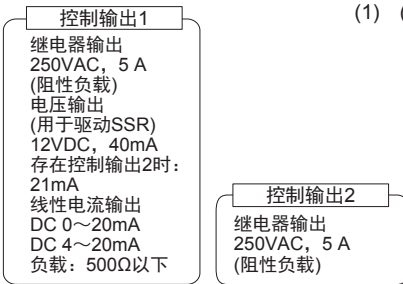 (1)
控制输出1
继电器输出
250VAC，5 A
(阻性负载)
电压输出
(用于驱动SSR)
12VDC，40mA
存在控制输出2时：
21mA
线性电流输出
DC 0～20mA
DC 4～20mA
负载：500Ω以下
控制输出2
继电器输出
250VAC，5 A
(阻性负载)